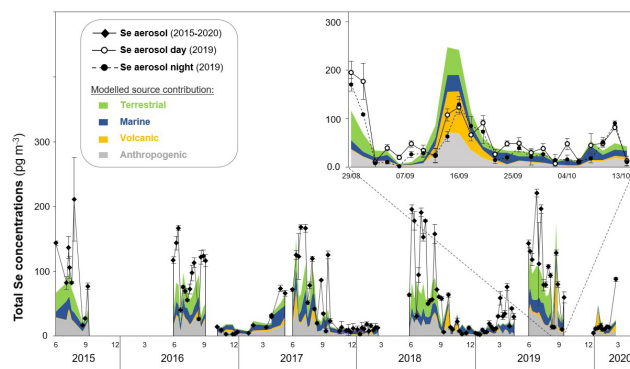 Se aerosol (2015-2020)
Se aerosol day (2019)
Se aerosol night (2019)
Modelled source contribution:
Terrestrial
Marine
Volcanic
Anthropogenic
Total Se concentrations (pg m-3)
300
200
100
0
300
200
100
0
29/08 07/09 16/09 25/09 04/10 13/10
6 9 12 3 6 9 12 3 6 9 12 3 6 9 12 3 6 9 12 3
2015 2016 2017 2018 2019 2020